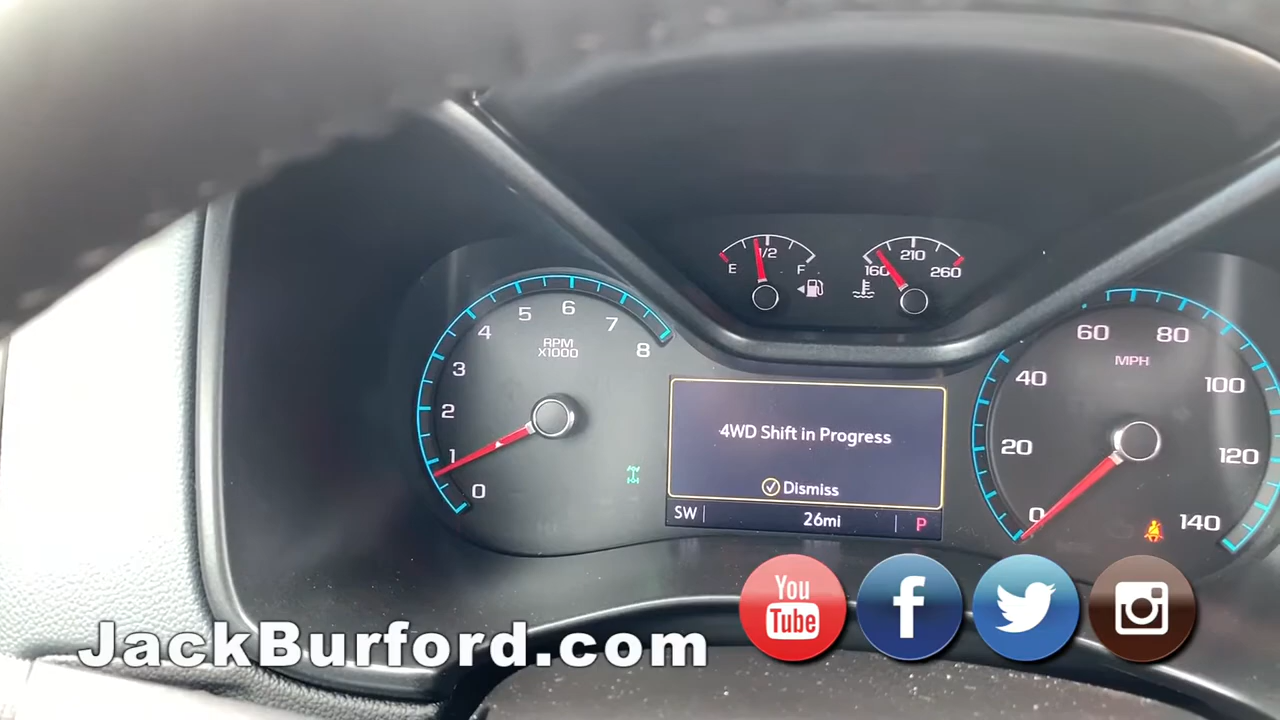 E 1/2 F
160 210 260
0 1 2 3 4 5 6 7 8
RPM
X1000
4WD Shift in Progress
Dismiss
SW 26mi P
0 20 40 60 80 100 120 140
MPH
JackBurford.com
You
Tube
f